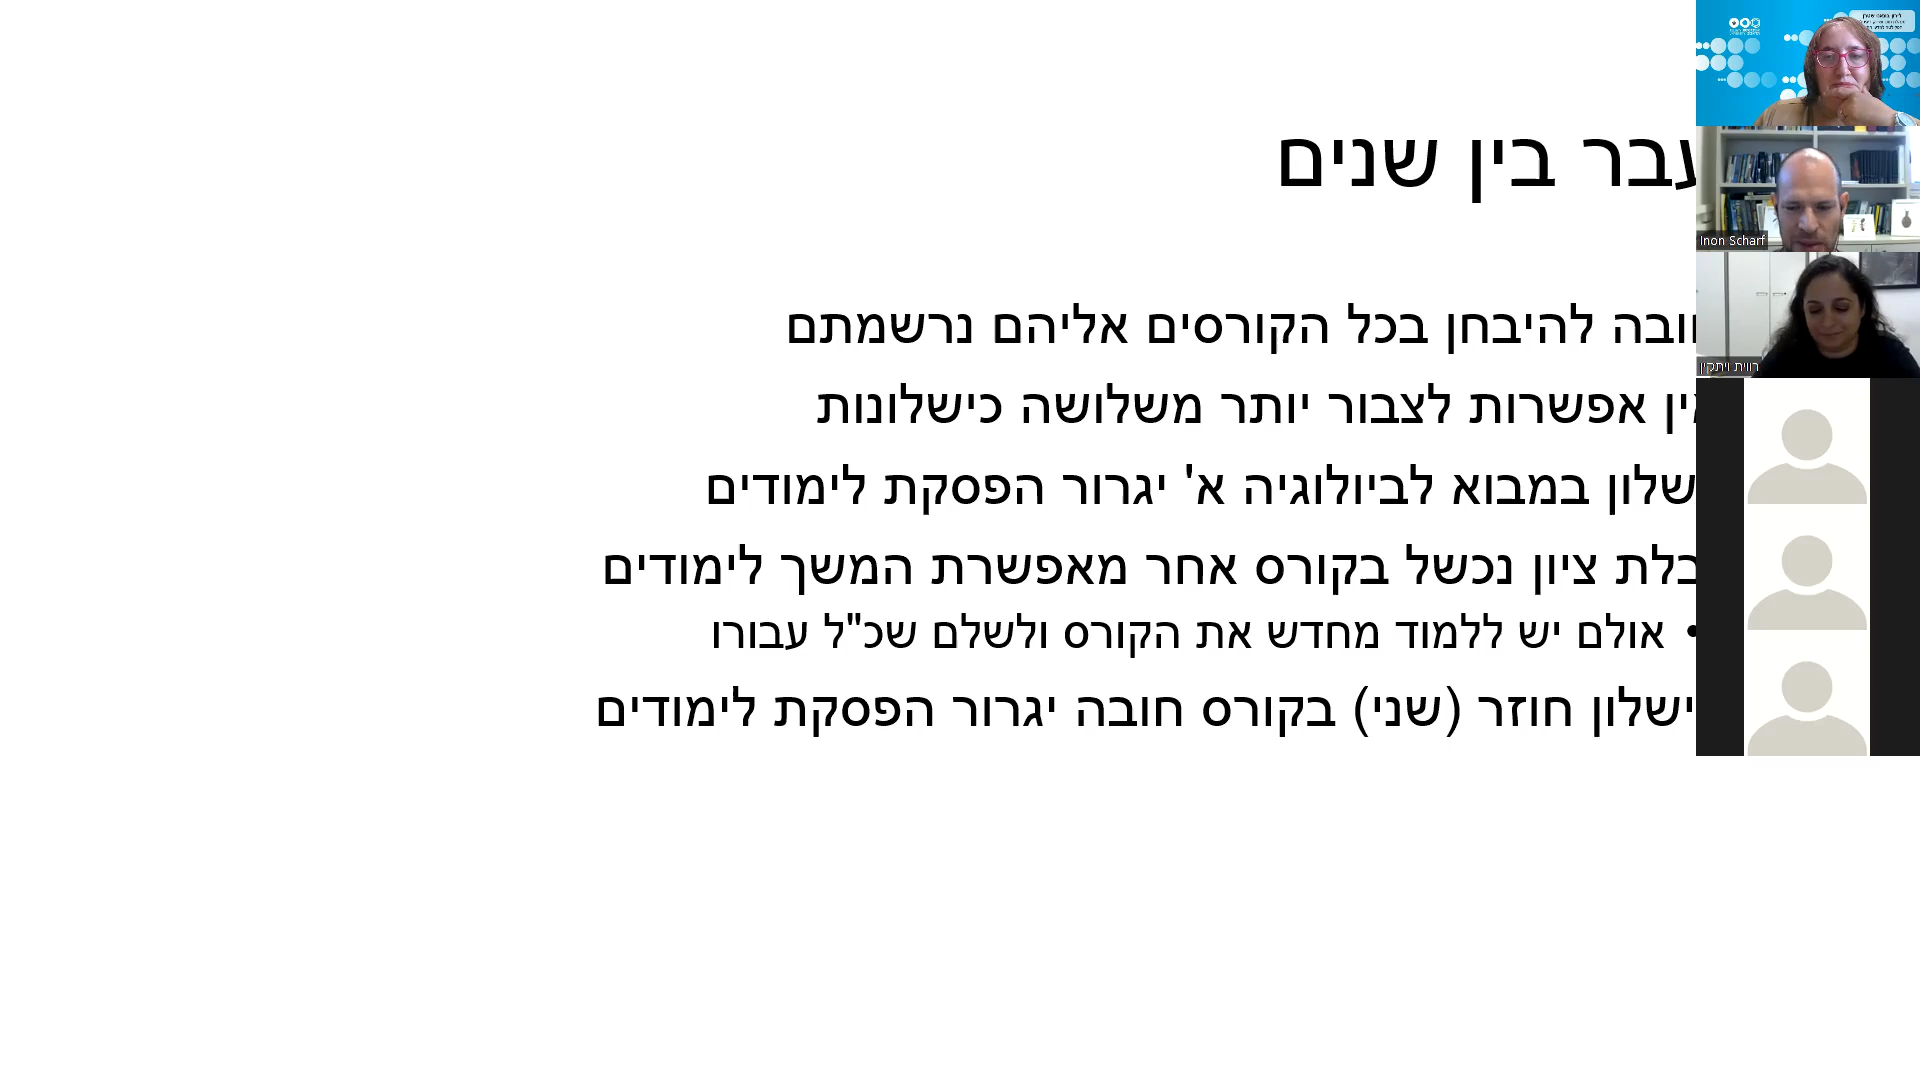 עבר בין שנים
ובה להיבחן בכל הקורסים אליהם נרשמתם
ין אפשרות לצבור יותר משלושה כישלונות
שלון במבוא לביולוגיה א' יגרור הפסקת לימודים
בלת ציון נכשל בקורס אחר מאפשרת המשך לימודים
• אולם יש ללמוד מחדש את הקורס ולשלם שכ"ל עבורו
ישלון חוזר (שני) בקורס חובה יגרור הפסקת לימודים
Inon Scharf
רווית ויתקין